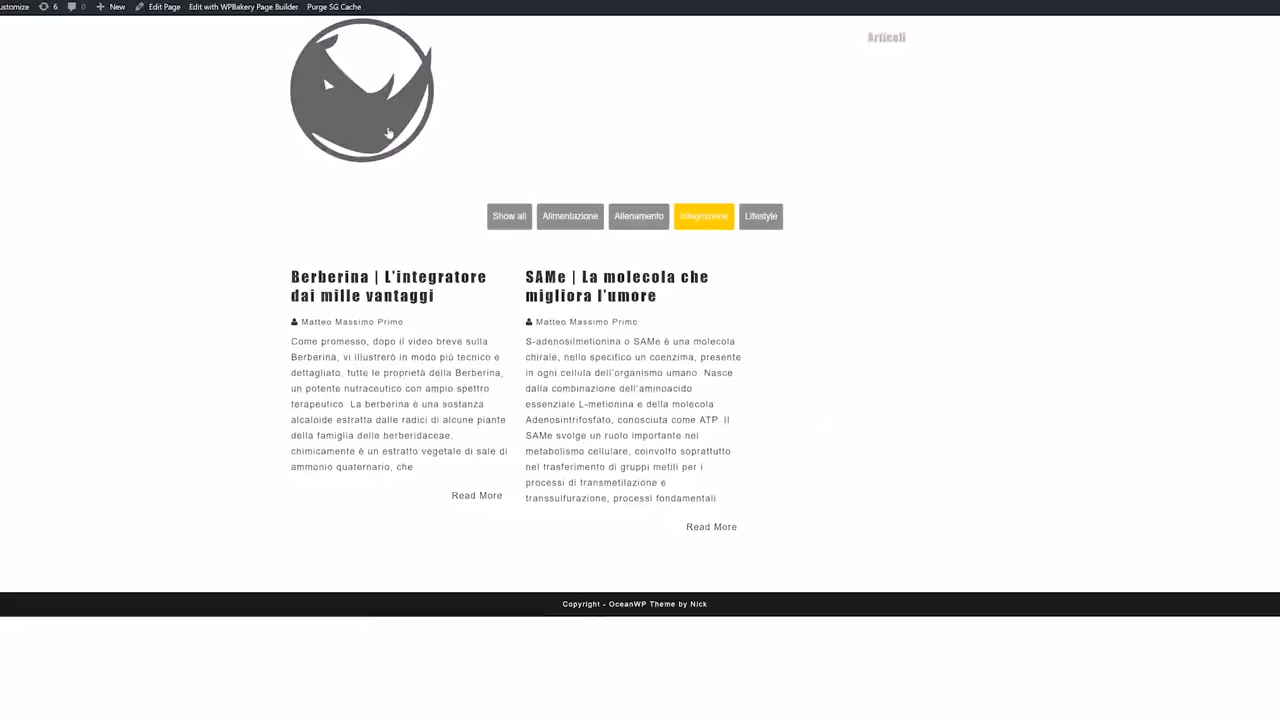 ustomize 6 0 New Edit Page Edit with WPBakery Page Builder Purge SG Cache
Articoli
Show all Alimentazione Allenamento Integrazione Lifestyle
Berberina | L'integratore
dai mille vantaggi
Matteo Massimo Primo
Come promesso, dopo il video breve sulla
Berberina, vi illustrerò in modo più tecnico e
dettagliato, tutte le proprietà della Berberina,
un potente nutraceutico con ampio spettro
terapeutico. La berberina è una sostanza
alcaloide estratta dalle radici di alcune piante
della famiglia delle berberidaceae,
chimicamente è un estratto vegetale di sale di
ammonio quaternario, che
Read More
SAMe | La molecola che
migliora l'umore
Matteo Massimo Primo
S-adenosilmetionina o SAMe è una molecola
chirale, nello specifico un coenzima, presente
in ogni cellula dell'organismo umano. Nasce
dalla combinazione dell'aminoacido
essenziale L-metionina e della molecola
Adenosintrifosfato, conosciuta come ATP. Il
SAMe svolge un ruolo importante nel
metabolismo cellulare, coinvolto soprattutto
nel trasferimento di gruppi metili per i
processi di transmetilazione e
transsulfurazione, processi fondamentali
Read More
Copyright - OceanWP Theme by Nick